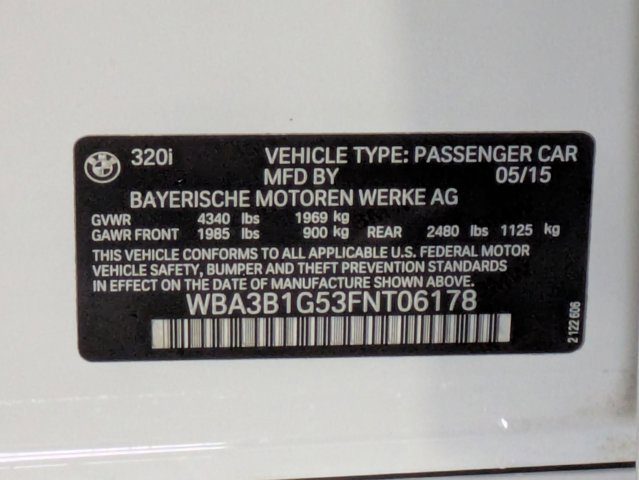 BMW
320i VEHICLE TYPE: PASSENGER CAR
MFD BY 05/15
BAYERISCHE MOTOREN WERKE AG
GVWR 4340 lbs 1969 kg
GAWR FRONT 1985 lbs 900 kg REAR 2480 lbs 1125 kg
THIS VEHICLE CONFORMS TO ALL APPLICABLE U.S. FEDERAL MOTOR
VEHICLE SAFETY, BUMPER AND THEFT PREVENTION STANDARDS
IN EFFECT ON THE DATE OF MANUFACTURE SHOWN ABOVE.
WBA3B1G53FNT06178
2 122 606